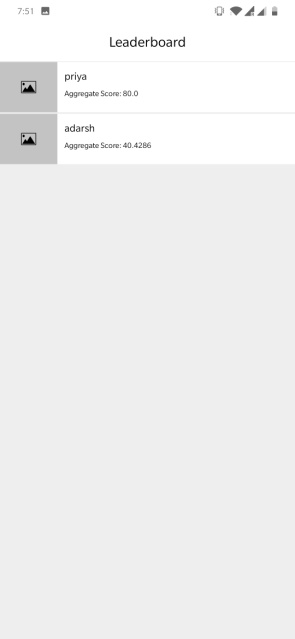 7:51
Leaderboard
priya
Aggregate Score: 80.0
adarsh
Aggregate Score: 40.4286